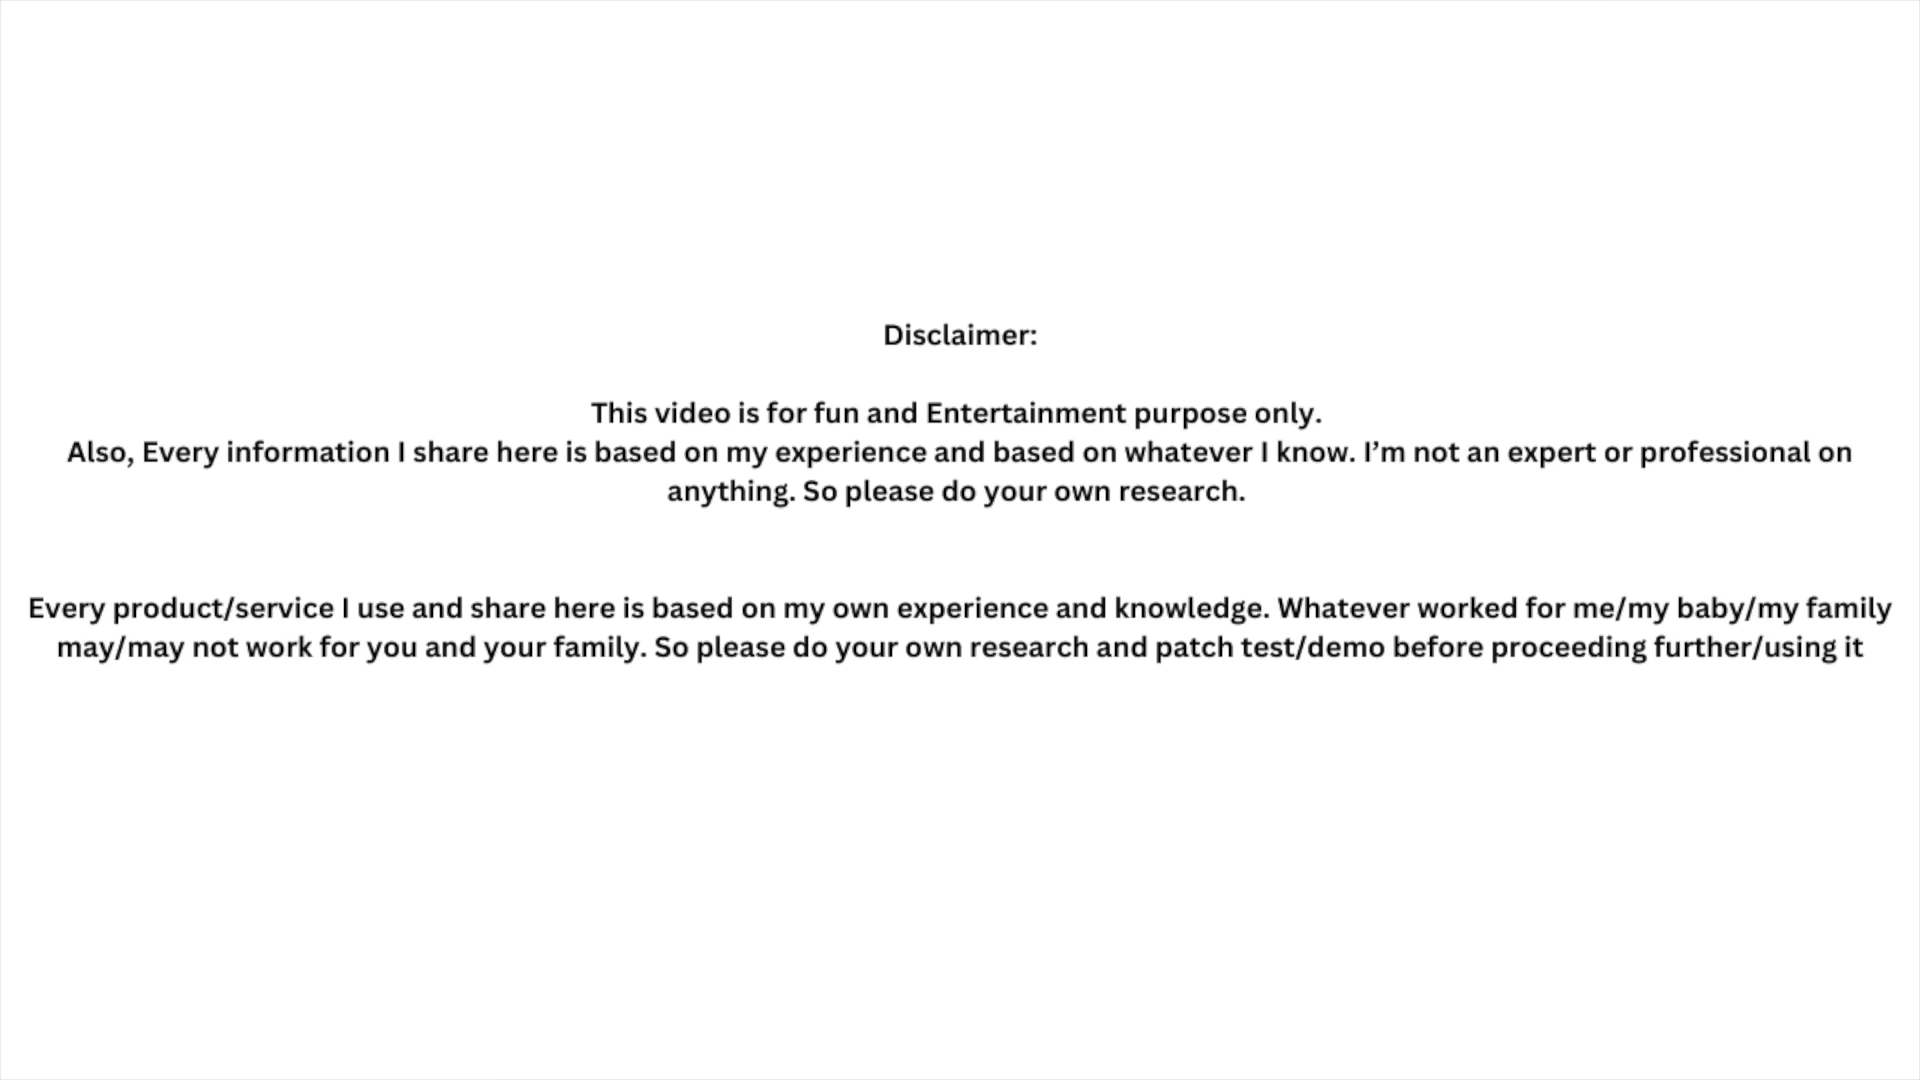 Disclaimer:
This video is for fun and Entertainment purpose only.
Also, Every information I share here is based on my experience and based on whatever I know. I’m not an expert or professional on
anything. So please do your own research.
Every product/service I use and share here is based on my own experience and knowledge. Whatever worked for me/my baby/my family
may/may not work for you and your family. So please do your own research and patch test/demo before proceeding further/using it